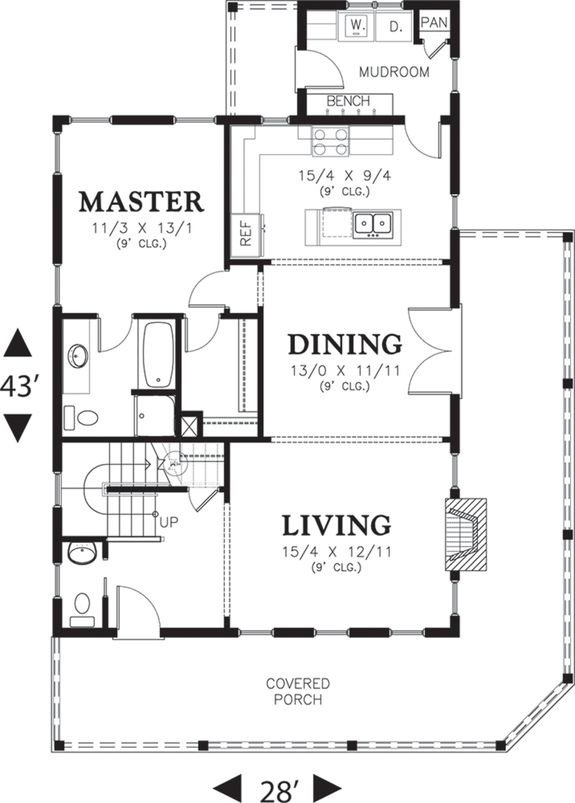 W.
D.
PAN
MUDROOM
BENCH
15/4 X 9/4
(9' CLG.)
REF
MASTER
11/3 X 13/1
(9' CLG.)
DINING
13/0 X 11/11
(9' CLG.)
43'
UP
LIVING
15/4 X 12/11
(9' CLG.)
COVERED
PORCH
28'